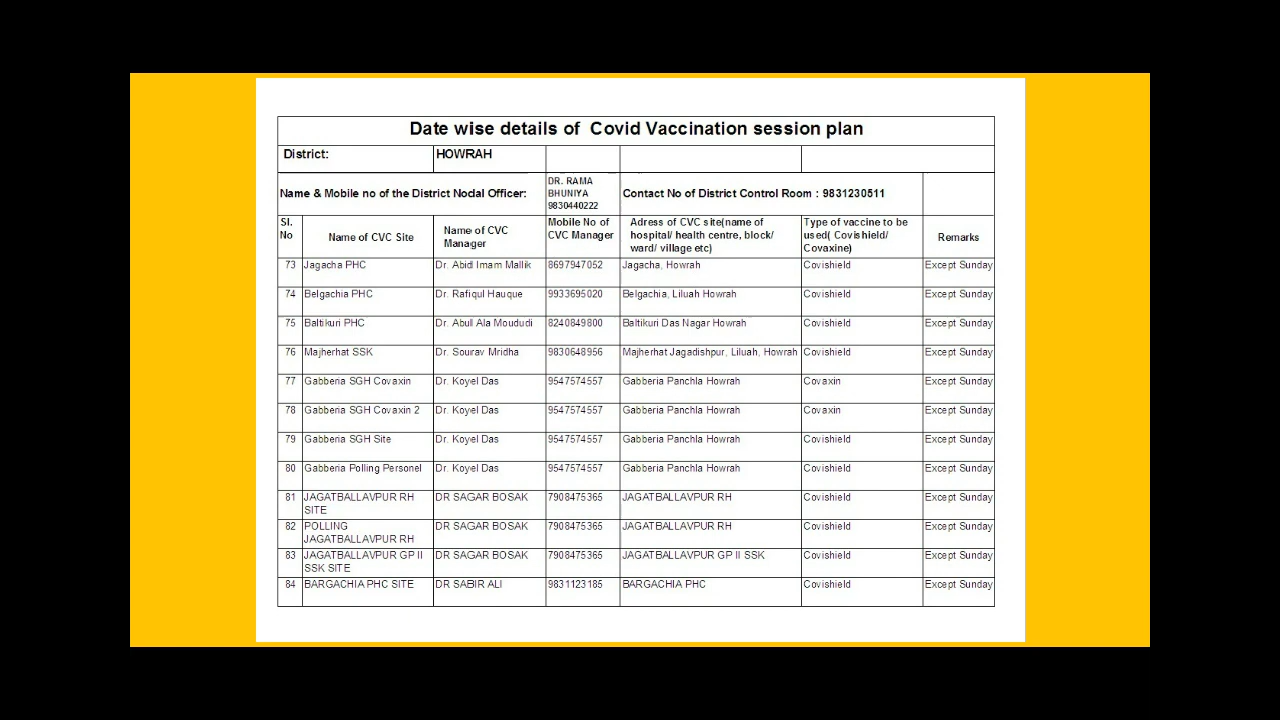 Date wise details of Covid Vaccination session plan
District: HOWRAH
Name & Mobile no of the District Nodal Officer: DR. RAMA BHUNIYA 9830440222 Contact No of District Control Room : 9831230511
Sl. No Name of CVC Site Name of CVC Manager Mobile No of CVC Manager Adress of CVC site(name of hospital/ health centre, block/ ward/ village etc) Type of vaccine to be used( Covishield/ Covaxine) Remarks
73 Jagacha PHC Dr. Abidi Imam Mallik 8697947052 Jagacha, Howrah Covishield Except Sunday
74 Belgachia PHC Dr. Rafiqul Hauque 9933695020 Belgachia, Liluah Howrah Covishield Except Sunday
75 Baltikuri PHC Dr. Abull Ala Moududi 8240849800 Baltikuri Das Nagar Howrah Covishield Except Sunday
76 Majherhat SSK Dr. Sourav Mridha 9830648956 Majherhat Jagadishpur, Liluah, Howrah Covishield Except Sunday
77 Gabberia SGH Covaxin Dr. Koyel Das 9547574557 Gabberia Panchla Howrah Covaxin Except Sunday
78 Gabberia SGH Covaxin 2 Dr. Koyel Das 9547574557 Gabberia Panchla Howrah Covaxin Except Sunday
79 Gabberia SGH Site Dr. Koyel Das 9547574557 Gabberia Panchla Howrah Covishield Except Sunday
80 Gabberia Polling Personel Dr. Koyel Das 9547574557 Gabberia Panchla Howrah Covishield Except Sunday
81 JAGATBALLAVPUR RH SITE DR SAGAR BOSAK 7908475365 JAGATBALLAVPUR RH Covishield Except Sunday
82 POLLING JAGATBALLAVPUR RH DR SAGAR BOSAK 7908475365 JAGATBALLAVPUR RH Covishield Except Sunday
83 JAGATBALLAVPUR GP II SSK SITE DR SAGAR BOSAK 7908475365 JAGATBALLAVPUR GP II SSK Covishield Except Sunday
84 BARGACHIA PHC SITE DR SABIR ALI 9831123185 BARGACHIA PHC Covishield Except Sunday